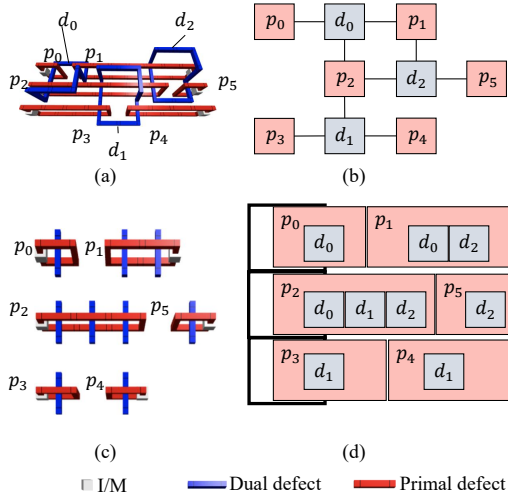 d₀ d₂
p₀ p₁
p₂ p₅
p₃ p₄
d₁
(a)
p₀ d₀ p₁
p₂ d₂ p₅
p₃ d₁ p₄
(b)
p₀ p₁
p₂ p₅
p₃ p₄
(c)
p₀ p₁
d₀ d₀ d₂
p₂ p₅
d₀ d₁ d₂ d₂
p₃ p₄
d₁ d₁
(d)
I/M Dual defect Primal defect